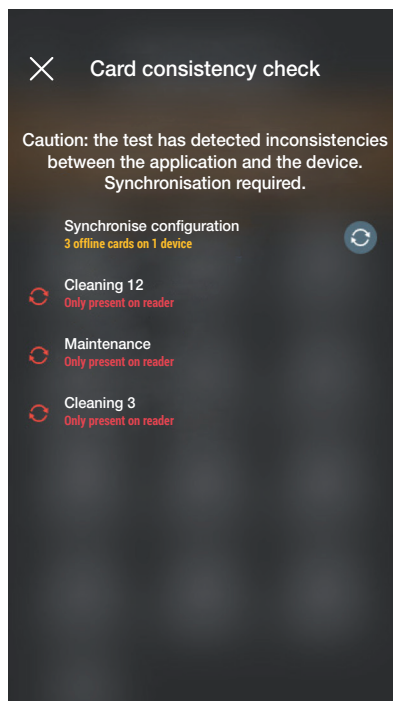 Card consistency check
Caution: the test has detected inconsistencies
between the application and the device.
Synchronisation required.
Synchronise configuration
3 offline cards on 1 device
Cleaning 12
Only present on reader
Maintenance
Only present on reader
Cleaning 3
Only present on reader